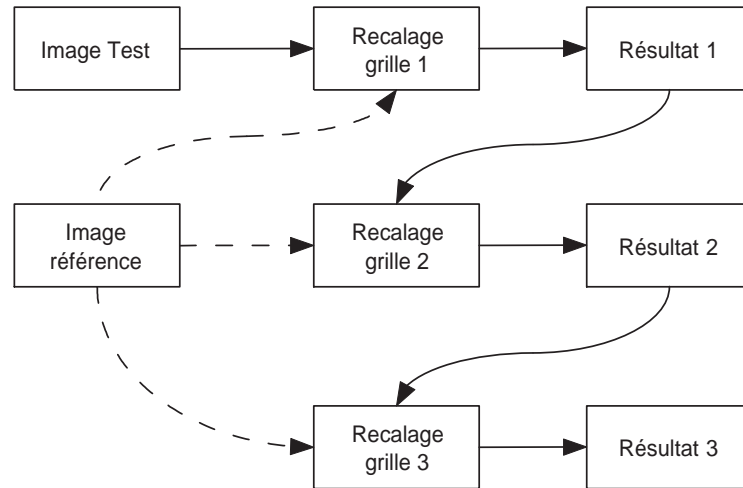 Image Test
Recalage
grille 1
Résultat 1
Image
référence
Recalage
grille 2
Résultat 2
Recalage
grille 3
Résultat 3